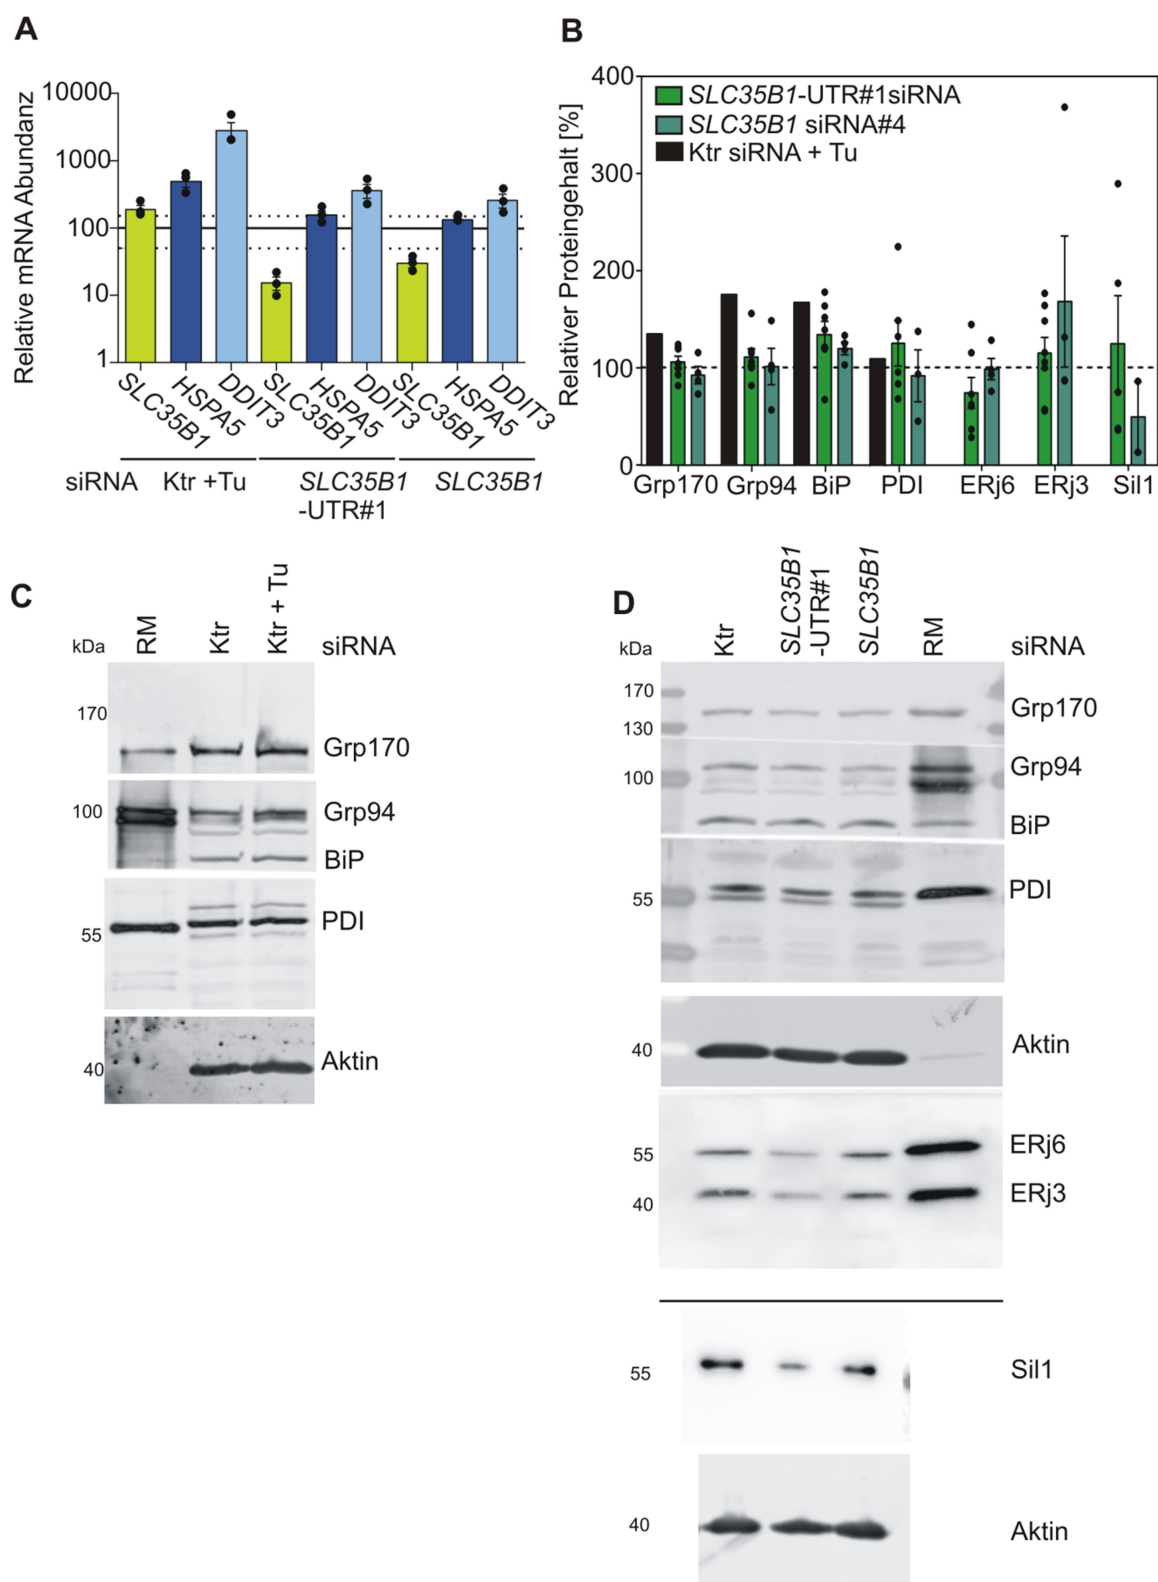 A
Relative mRNA Abundanz
10000
1000
100
10
1
SLC35B1
HSPA5
DDIT3
SLC35B1
HSPA5
DDIT3
SLC35B1
HSPA5
DDIT3
siRNA Ktr +Tu SLC35B1 SLC35B1
-UTR#1
B
Relativer Proteingehalt [%]
400
300
200
100
0
SLC35B1-UTR#1siRNA
SLC35B1 siRNA#4
Ktr siRNA + Tu
Grp170 Grp94 BiP PDI ERj6 ERj3 Sil1
C
kDa RM Ktr Ktr + Tu siRNA
170
Grp170
100 Grp94
BiP
PDI
55
40 Aktin
D
kDa Ktr SLC35B1 -UTR#1 SLC35B1 RM siRNA
170
Grp170
130
Grp94
100
BiP
55 PDI
40 Aktin
55 ERj6
40 ERj3
55 Sil1
40 Aktin